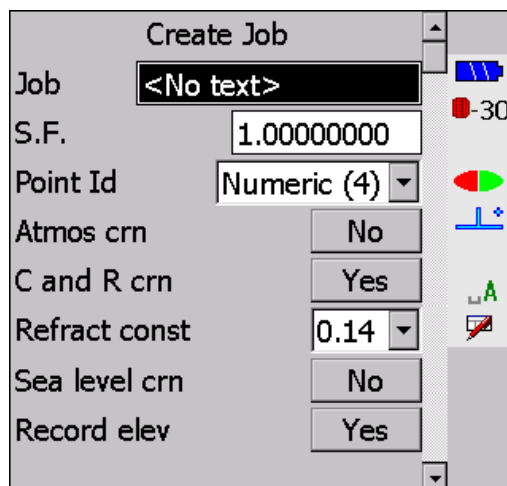 Create Job
Job <No text>
S.F. 1.00000000
Point Id Numeric (4)
Atmos crn No
C and R crn Yes
Refract const 0.14
Sea level crn No
Record elev Yes
-30
A